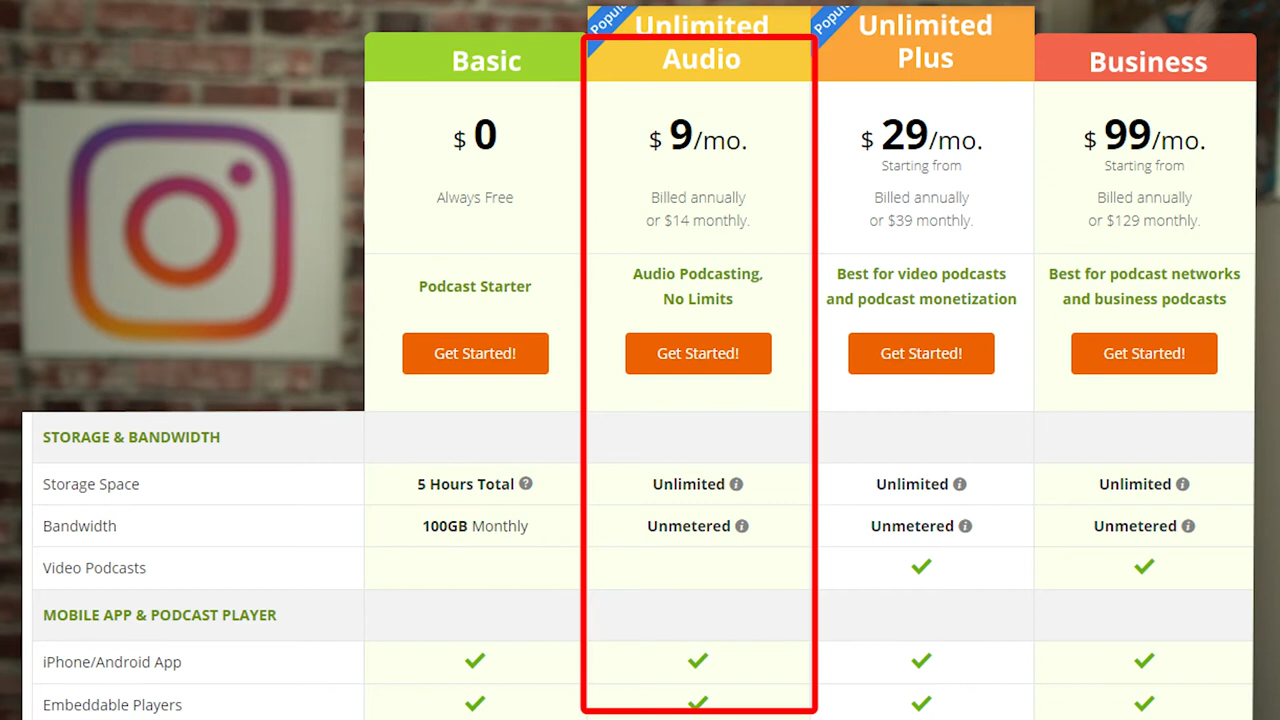 Popul
Unlimited
Audio
Popul
Unlimited
Plus
Basic
Business
$ 0
$ 9/mo.
$ 29/mo.
$ 99/mo.
Starting from
Starting from
Always Free
Billed annually
or $14 monthly.
Billed annually
or $39 monthly.
Billed annually
or $129 monthly.
Podcast Starter
Audio Podcasting,
No Limits
Best for video podcasts
and podcast monetization
Best for podcast networks
and business podcasts
Get Started!
Get Started!
Get Started!
Get Started!
STORAGE & BANDWIDTH
Storage Space
5 Hours Total ?
Unlimited i
Unlimited i
Unlimited i
Bandwidth
100GB Monthly
Unmetered i
Unmetered i
Unmetered i
Video Podcasts
MOBILE APP & PODCAST PLAYER
iPhone/Android App
Embeddable Players